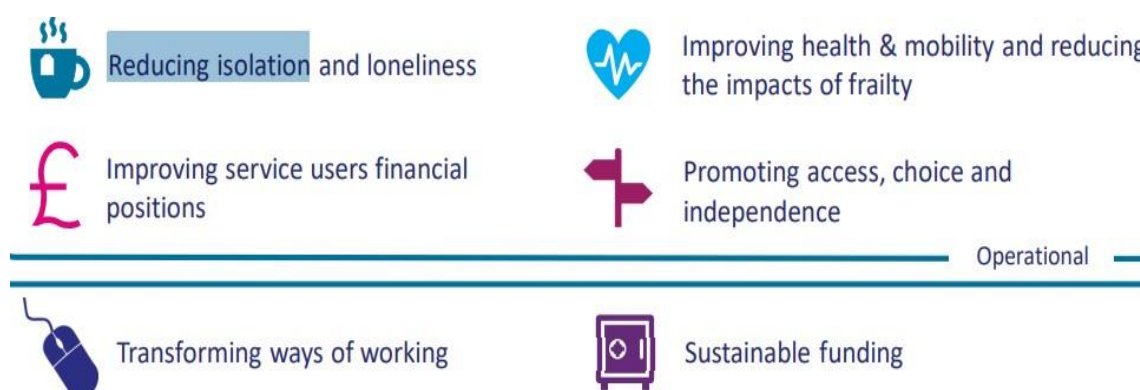 Reducing isolation and loneliness
Improving health & mobility and reducing
the impacts of frailty
Improving service users financial
positions
Promoting access, choice and
independence
Operational
Transforming ways of working
Sustainable funding